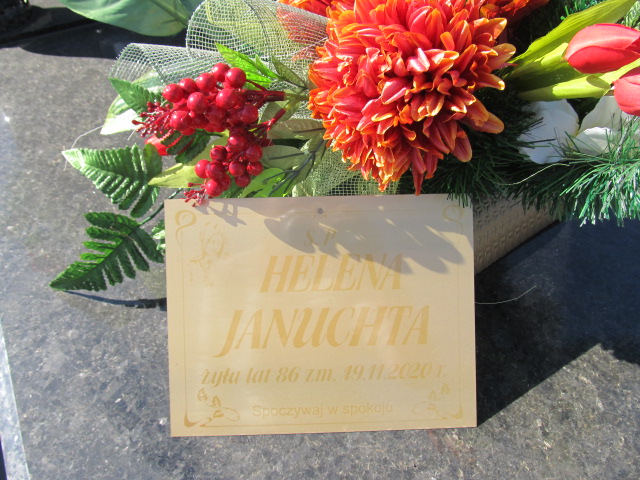 Ś.P.
HELENA
JANUCHTA
żyła lat 86 zm. 19.11.2020 r.
Spoczywaj w spokoju